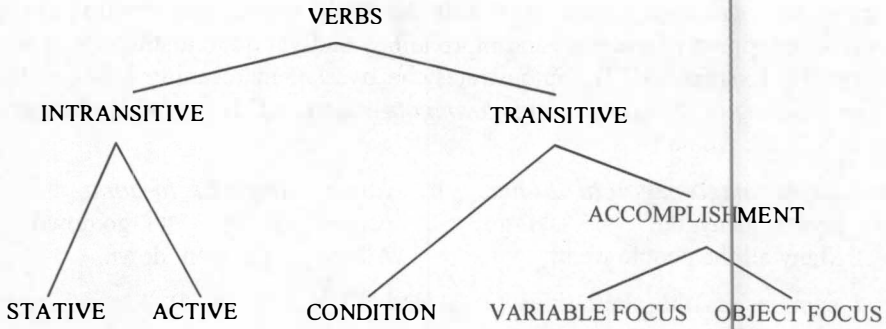 VERBS
INTRANSITIVE TRANSITIVE
ACCOMPLISHMENT
STATIVE ACTIVE CONDITION VARIABLE FOCUS OBJECT FOCUS